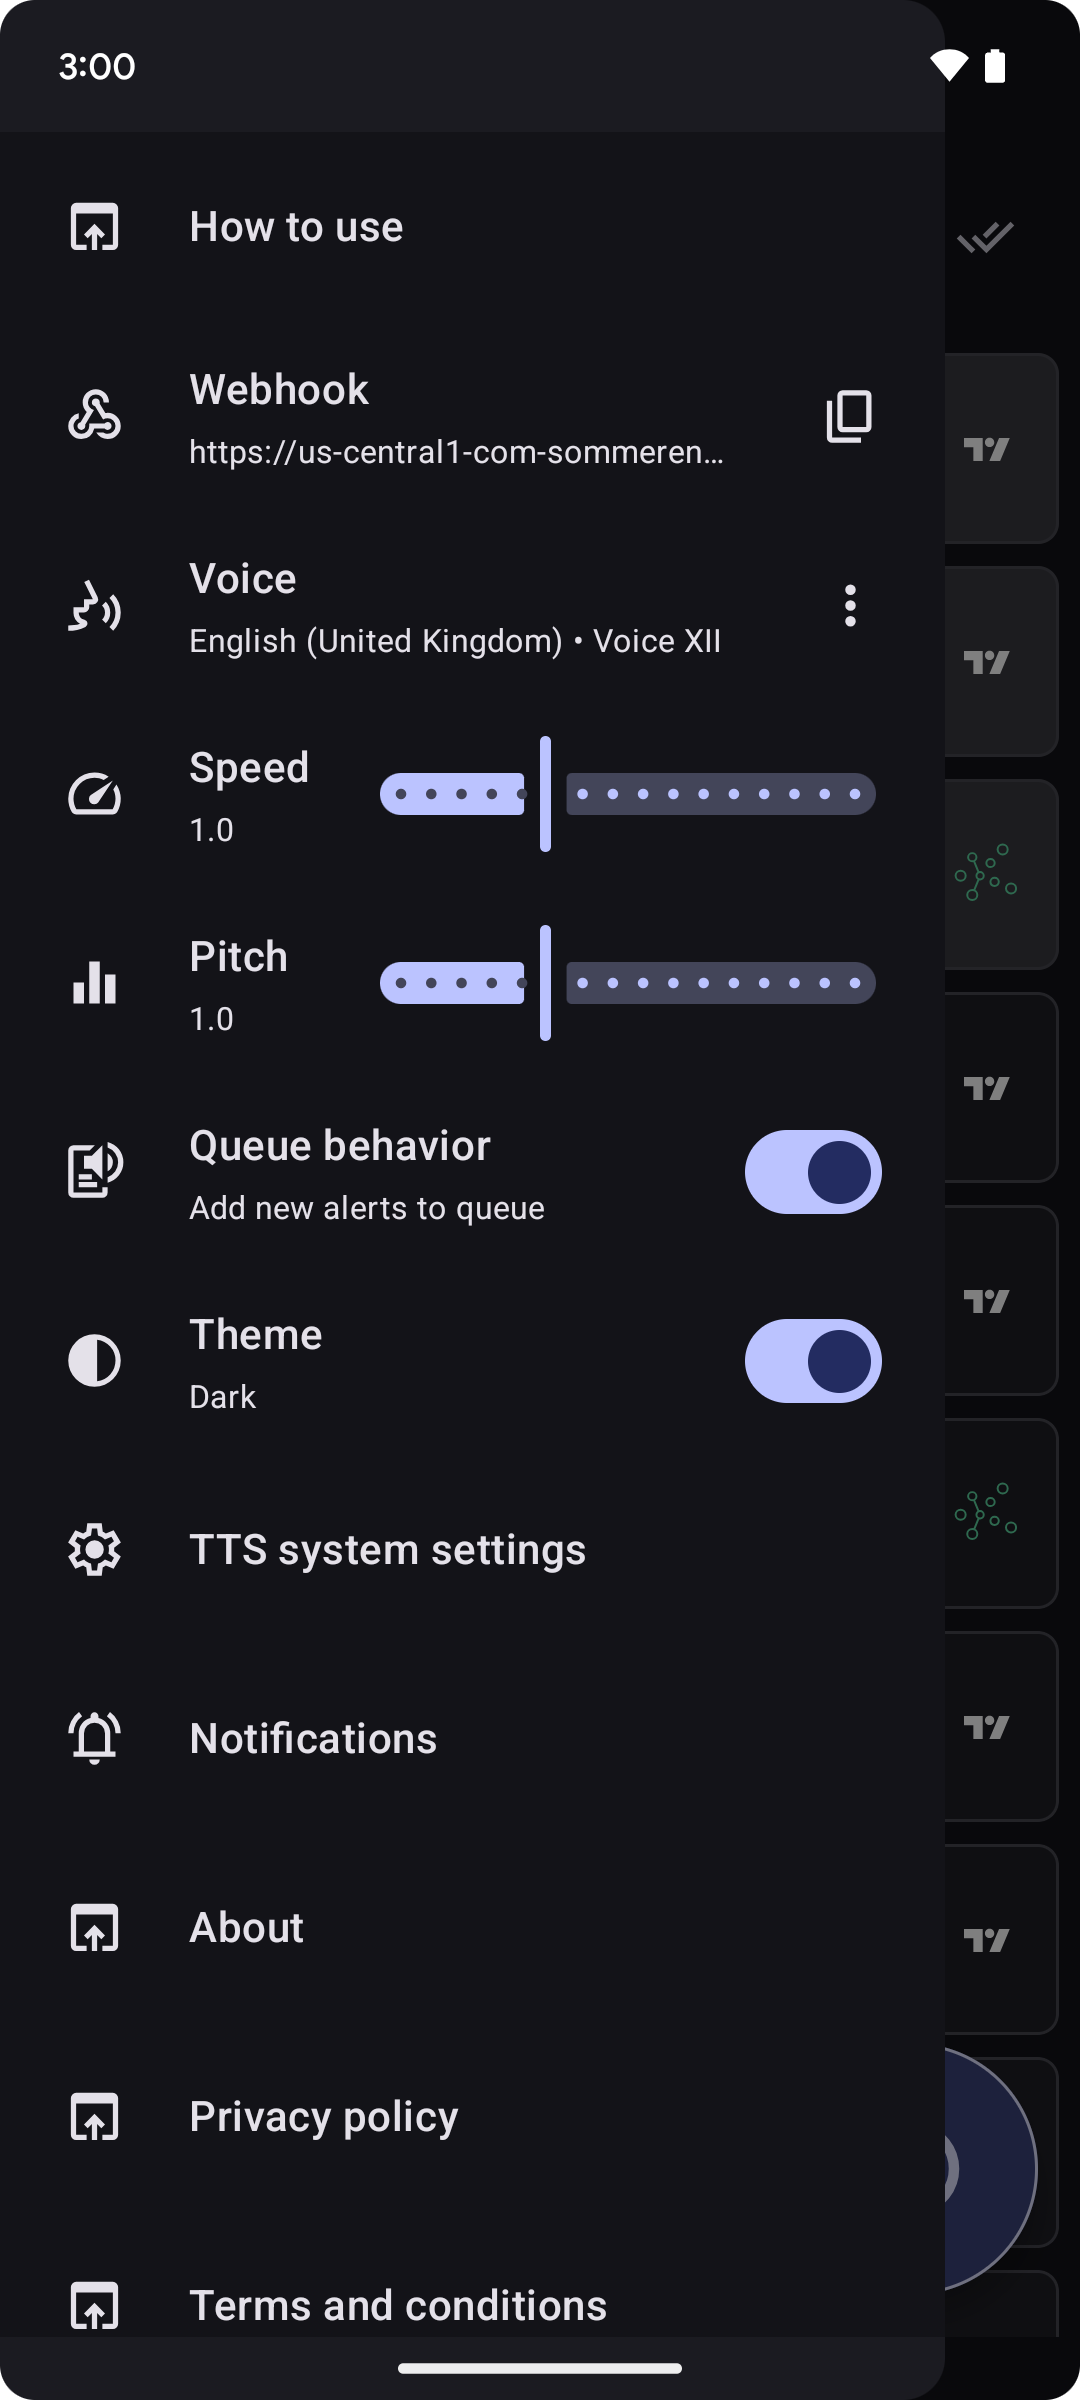 3:00
How to use
Webhook
https://us-central1-com-sommeren…
Voice
English (United Kingdom) • Voice XII
Speed
1.0
Pitch
1.0
Queue behavior
Add new alerts to queue
Theme
Dark
TTS system settings
Notifications
About
Privacy policy
Terms and conditions